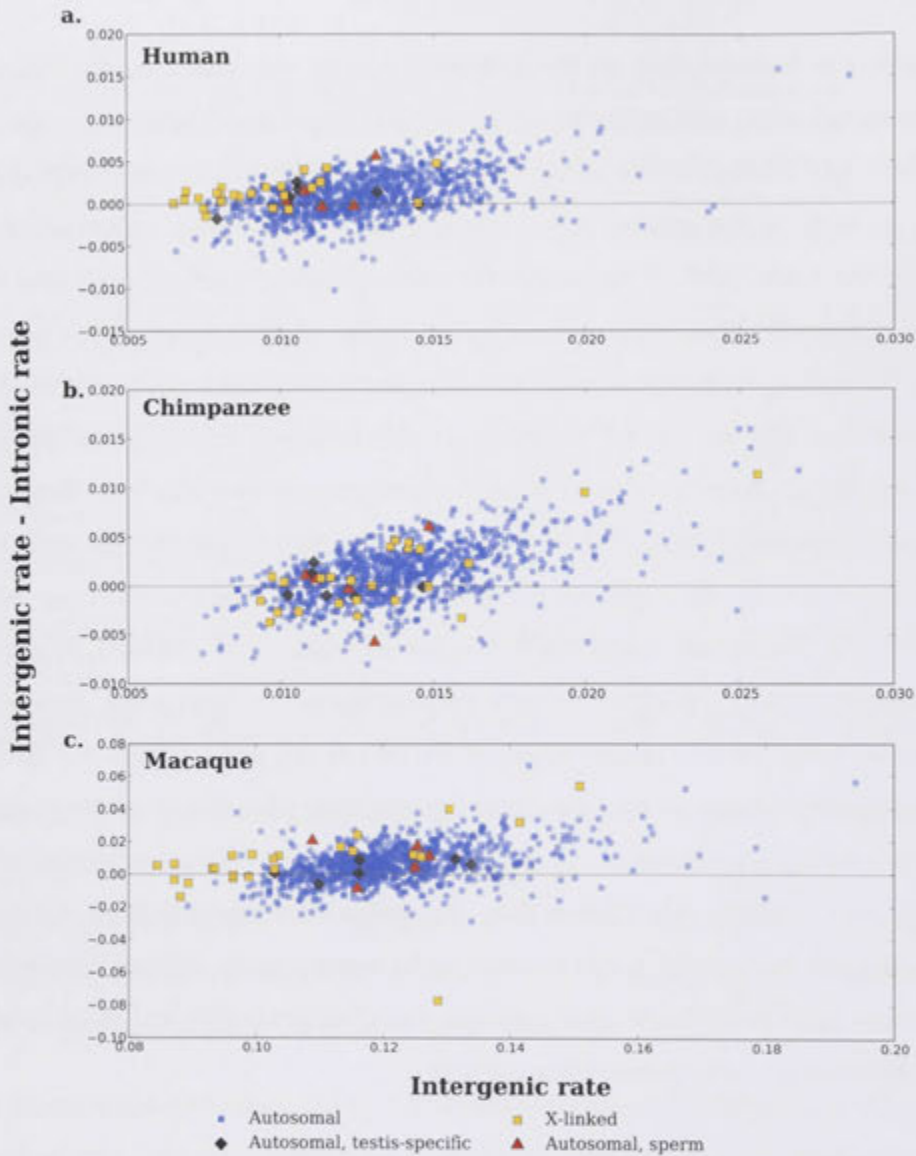 a.
Human
0.020
0.015
0.010
0.005
0.000
−0.005
−0.010
−0.015
0.005 0.010 0.015 0.020 0.025 0.030
b.
Chimpanzee
0.020
0.015
0.010
0.005
0.000
−0.005
−0.010
0.005 0.010 0.015 0.020 0.025 0.030
c.
Macaque
0.08
0.06
0.04
0.02
0.00
−0.02
−0.04
−0.06
−0.08
−0.10
0.08 0.10 0.12 0.14 0.16 0.18 0.20
Intergenic rate - Intronic rate
Intergenic rate
Autosomal
X-linked
Autosomal, testis-specific
Autosomal, sperm